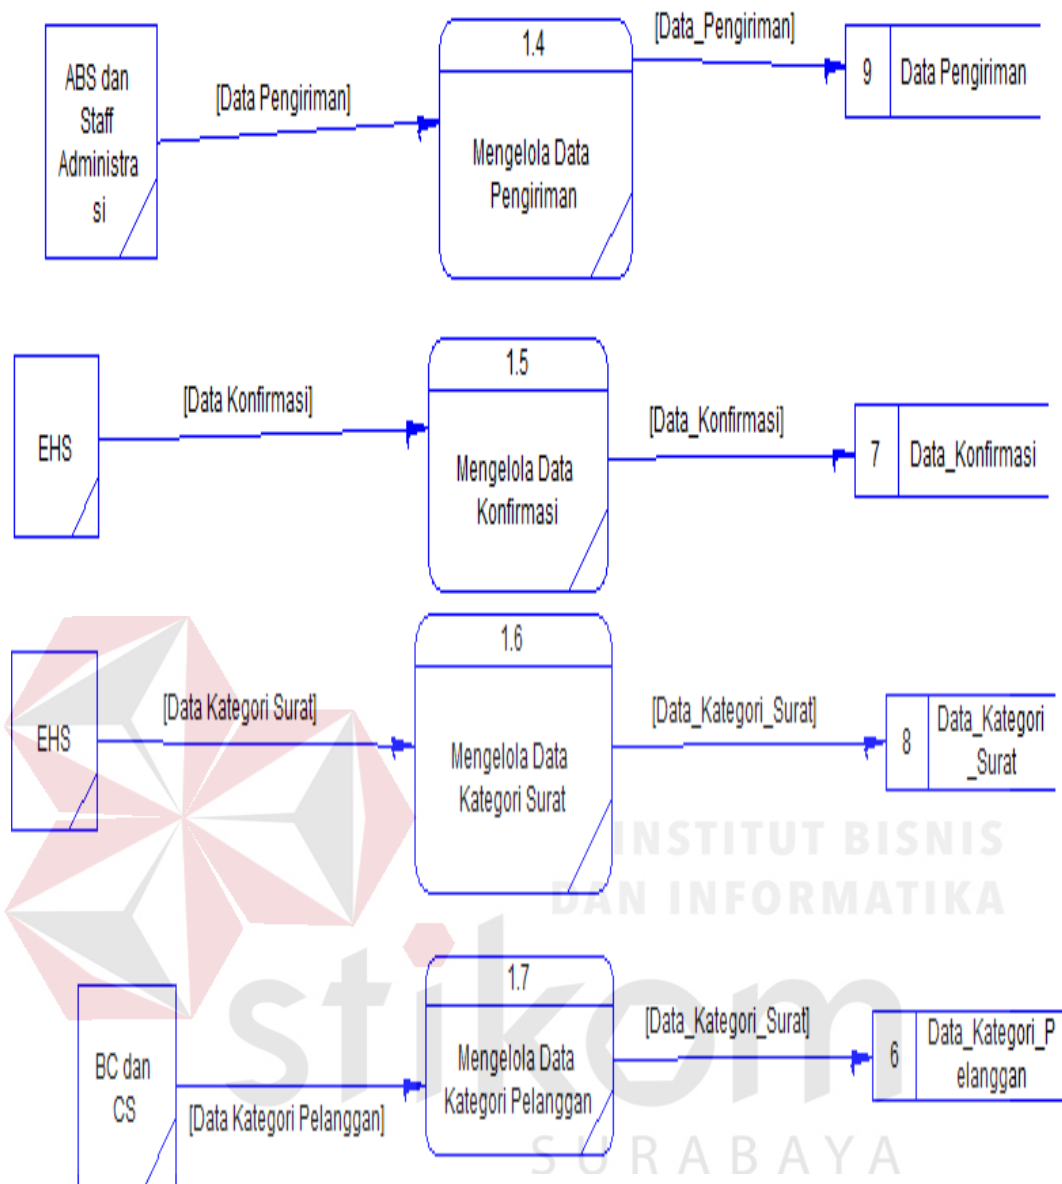 ABS dan
Staff
Administra
si
[Data Pengiriman]
1.4
Mengelola Data
Pengiriman
[Data_Pengiriman]
9
Data Pengiriman
EHS
[Data Konfirmasi]
1.5
Mengelola Data
Konfirmasi
[Data_Konfirmasi]
7
Data_Konfirmasi
EHS
[Data Kategori Surat]
1.6
Mengelola Data
Kategori Surat
[Data_Kategori_Surat]
8
Data_Kategori
_Surat
INSTITUT BISNIS
DAN INFORMATIKA
stikom
SURABAYA
BC dan
CS
[Data Kategori Pelanggan]
1.7
Mengelola Data
Kategori Pelanggan
[Data_Kategori_Surat]
6
Data_Kategori_P
elanggan